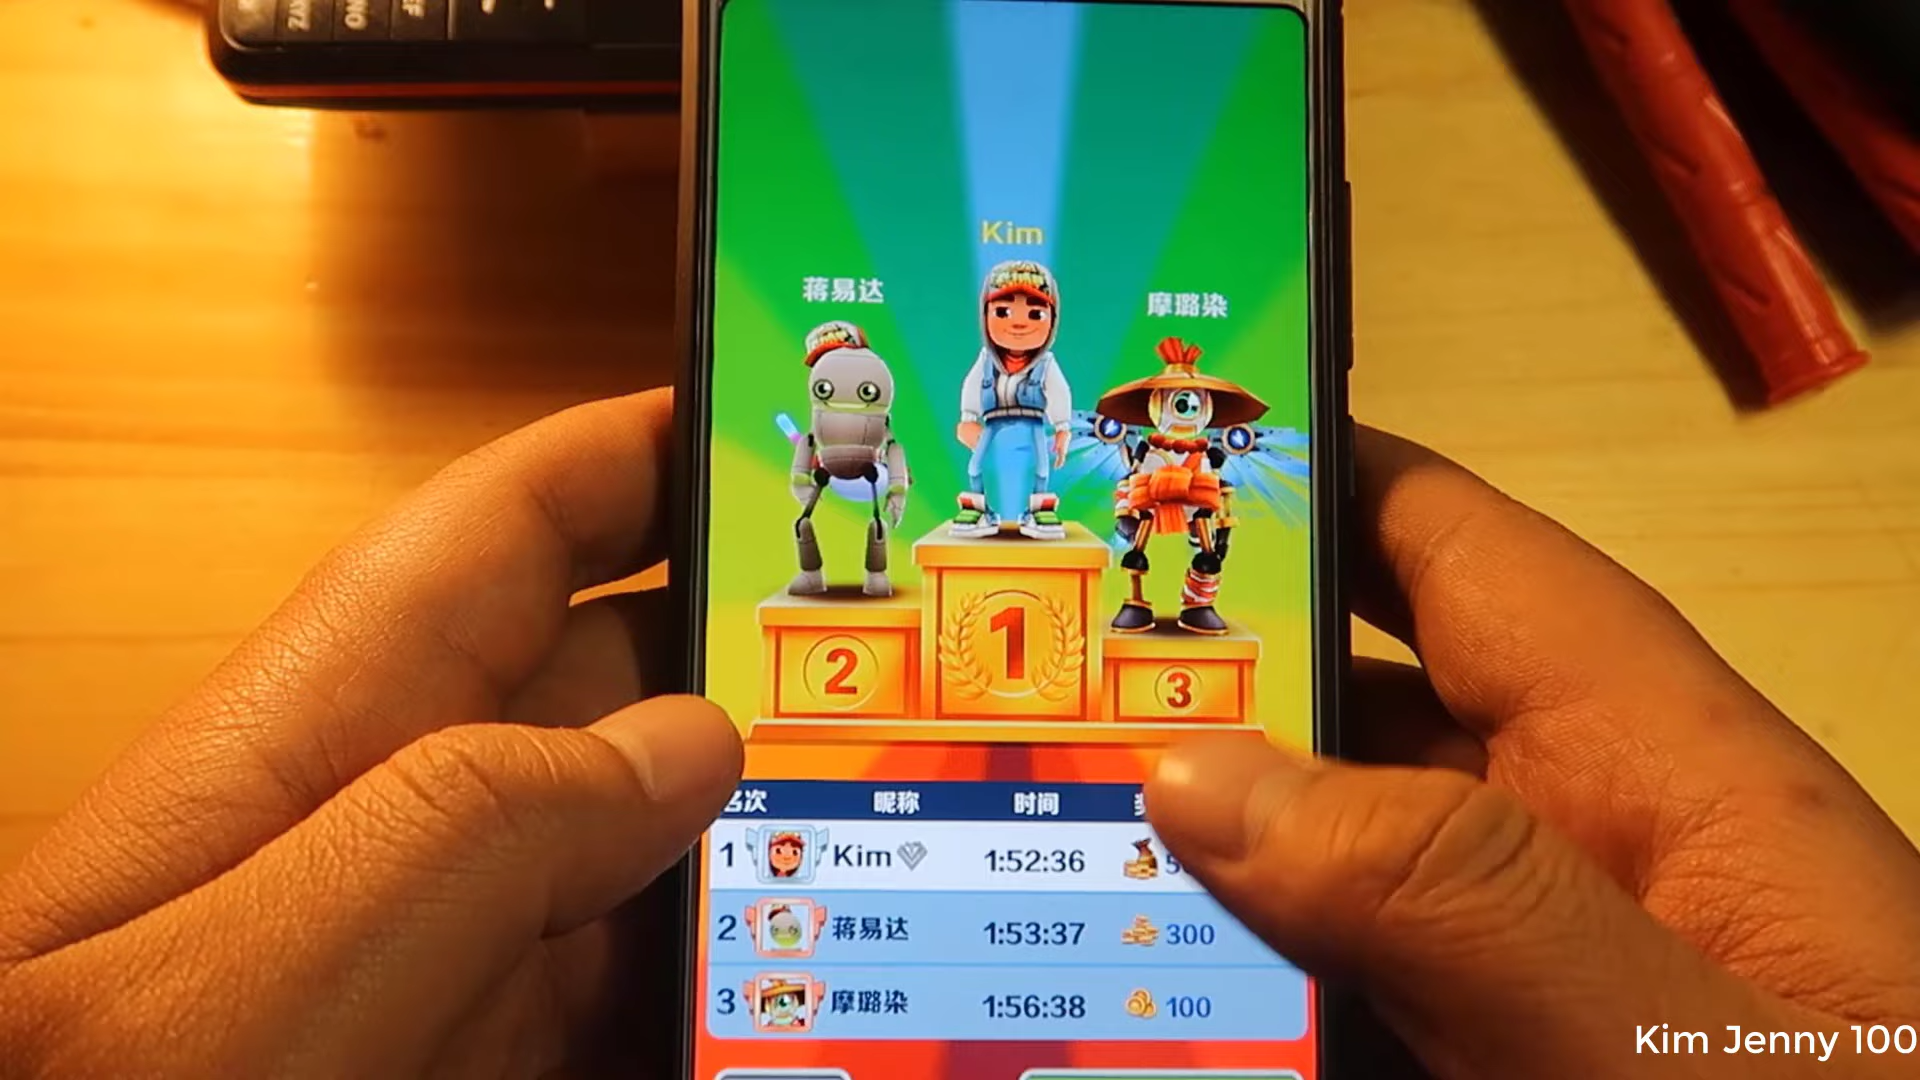 Kim
蒋易达
摩璐染
1
2
3
名次 昵称 时间
1 Kim 1:52:36
2 蒋易达 1:53:37 300
3 摩璐染 1:56:38 100
Kim Jenny 100